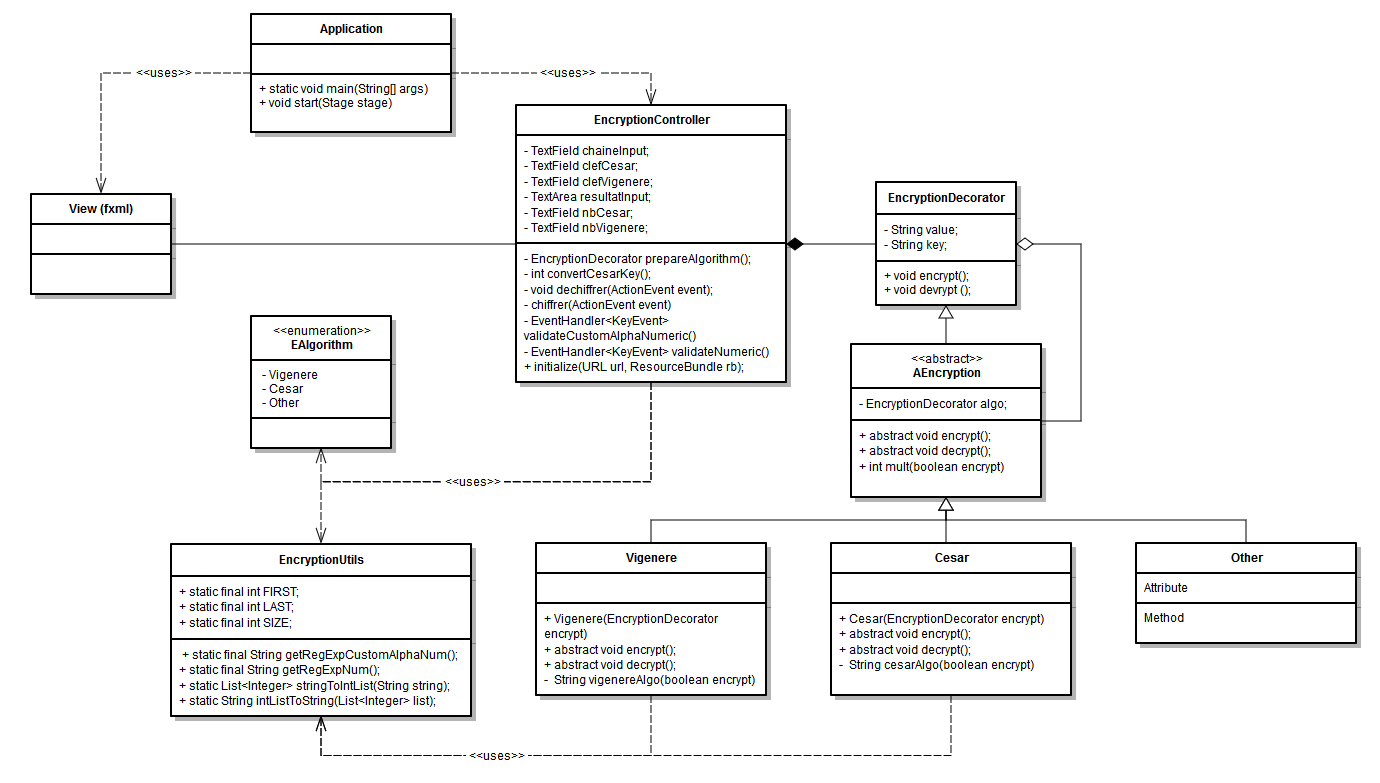 Application
+ static void main(String[] args)
+ void start(Stage stage)
<<uses>>
<<uses>>
EncryptionController
- TextField chaineInput;
- TextField clefCesar;
- TextField clefVigenere;
- TextArea resultatInput;
- TextField nbCesar;
- TextField nbVigenere;
- EncryptionDecorator prepareAlgorithm();
- int convertCesarKey();
- void dechiffrer(ActionEvent event);
- chiffrer(ActionEvent event)
- EventHandler<KeyEvent>
validateCustomAlphaNumeric()
- EventHandler<KeyEvent> validateNumeric()
+ initialize(URL url, ResourceBundle rb);
View (fxml)
EncryptionDecorator
- String value;
- String key;
+ void encrypt();
+ void devrypt ();
<<enumeration>>
EAlgorithm
- Vigenere
- Cesar
- Other
<<abstract>>
AEncryption
- EncryptionDecorator algo;
+ abstract void encrypt();
+ abstract void decrypt();
+ int mult(boolean encrypt)
<<uses>>
EncryptionUtils
+ static final int FIRST;
+ static final int LAST;
+ static final int SIZE;
+ static final String getRegExpCustomAlphaNum();
+ static final String getRegExpNum();
+ static List<Integer> stringToIntList(String string);
+ static String intListToString(List<Integer> list);
Vigenere
+ Vigenere(EncryptionDecorator
encrypt)
+ abstract void encrypt();
+ abstract void decrypt();
- String vigenereAlgo(boolean encrypt)
Cesar
+ Cesar(EncryptionDecorator encrypt)
+ abstract void encrypt();
+ abstract void decrypt();
- String cesarAlgo(boolean encrypt)
Other
Attribute
Method
<<uses>>